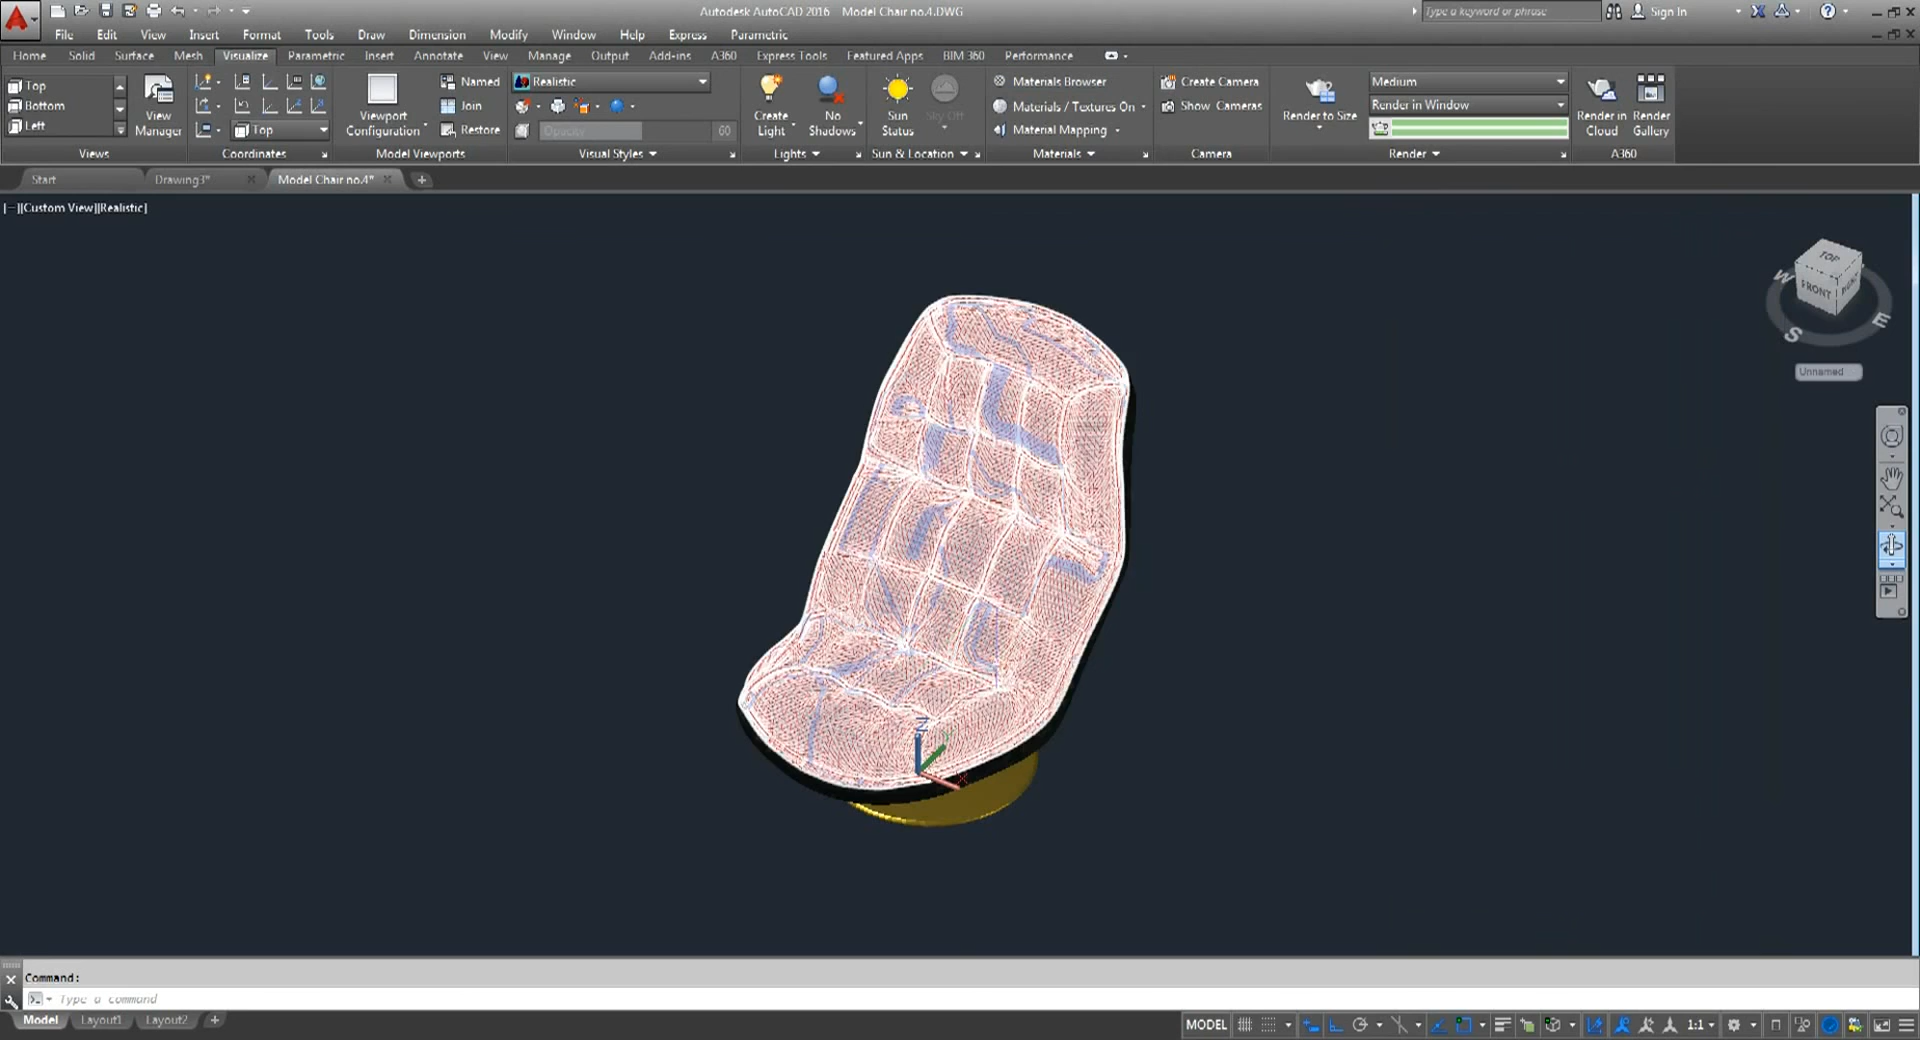 Autodesk AutoCAD 2016 Model Chair no.4.DWG
Type a keyword or phrase
Sign In
File Edit View Insert Format Tools Draw Dimension Modify Window Help Express Parametric
Home Solid Surface Mesh Visualize Parametric Insert Annotate View Manage Output Add-ins A360 Express Tools Featured Apps BIM 360 Performance
Top
Bottom
Left
View
Manager
Views
Top
Coordinates
Viewport
Configuration
Named
Join
Restore
Model Viewports
Realistic
Opacity 60
Visual Styles
Create
Light
No
Shadows
Lights
Sun
Status
Sky Off
Sun & Location
Materials Browser
Materials / Textures On
Material Mapping
Materials
Create Camera
Show Cameras
Camera
Render to Size
Medium
Render in Window
Render
Render in
Cloud
Render
Gallery
A360
Start Drawing3* Model Chair no.4*
[−][Custom View][Realistic]
TOP
FRONT
W
S
E
Unnamed
Z
Y
X
Command:
Type a command
Model Layout1 Layout2
MODEL 1:1